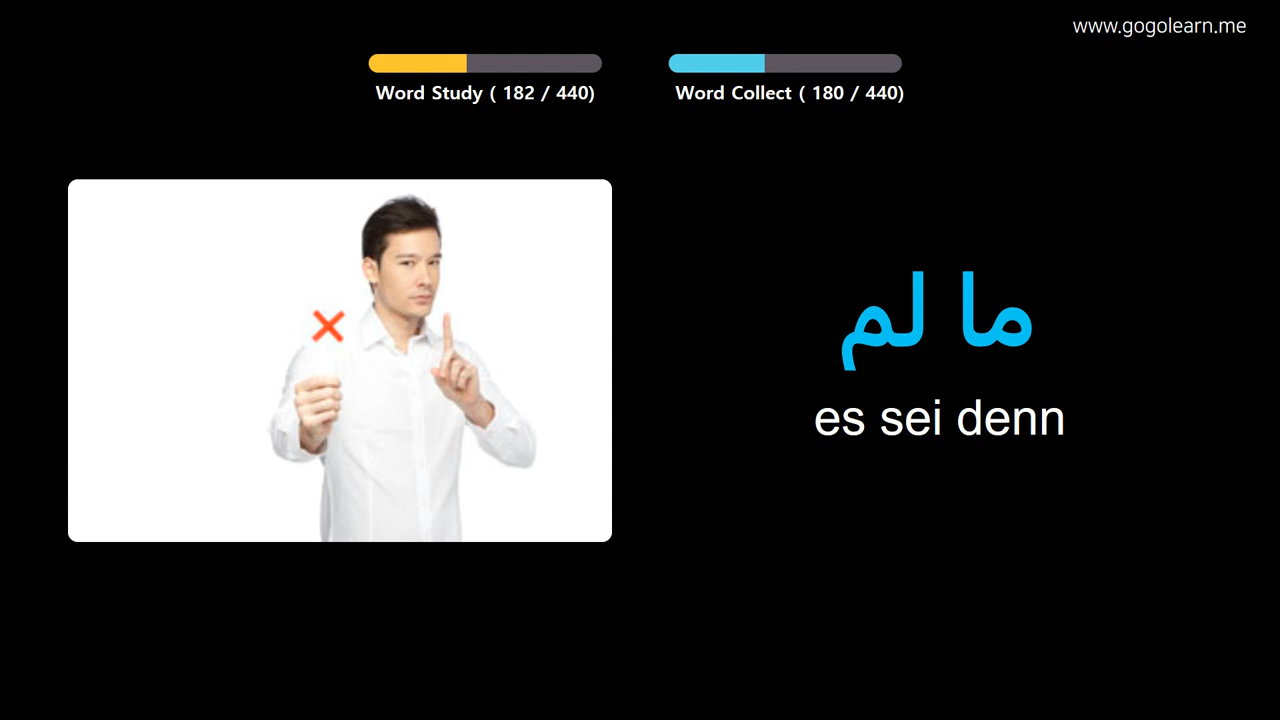 www.gogolearn.me
Word Study ( 182 / 440)
Word Collect ( 180 / 440)
ما لم
es sei denn